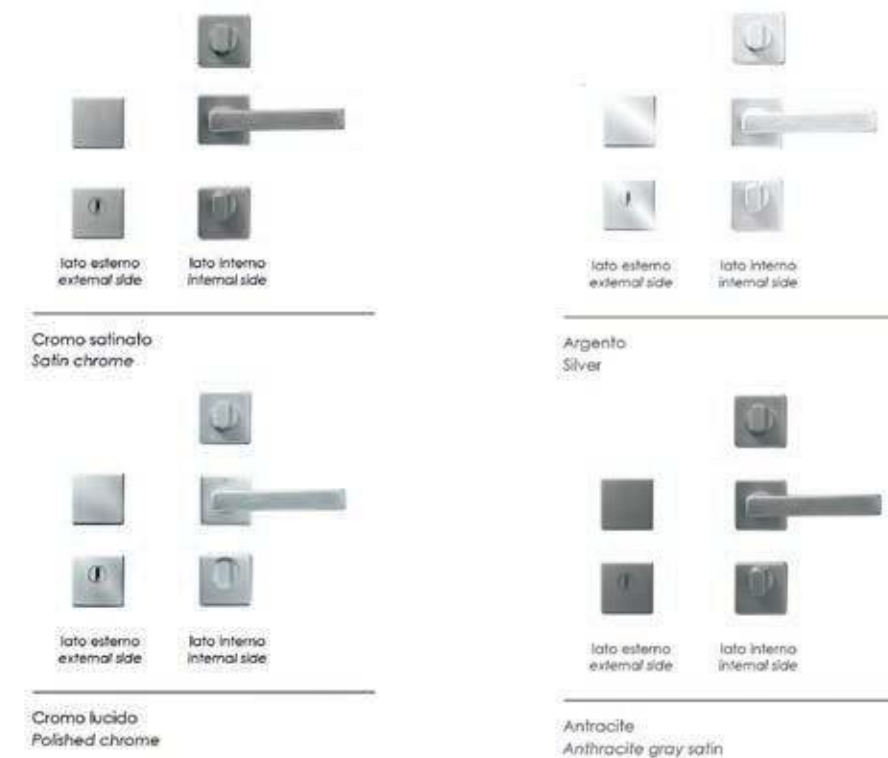 lato esterno
external side
lato interno
internal side
Cromo satinato
Satin chrome
lato esterno
external side
lato interno
internal side
Argento
Silver
lato esterno
external side
lato interno
internal side
Cromo lucido
Polished chrome
lato esterno
external side
lato interno
internal side
Antracite
Anthracite gray satin